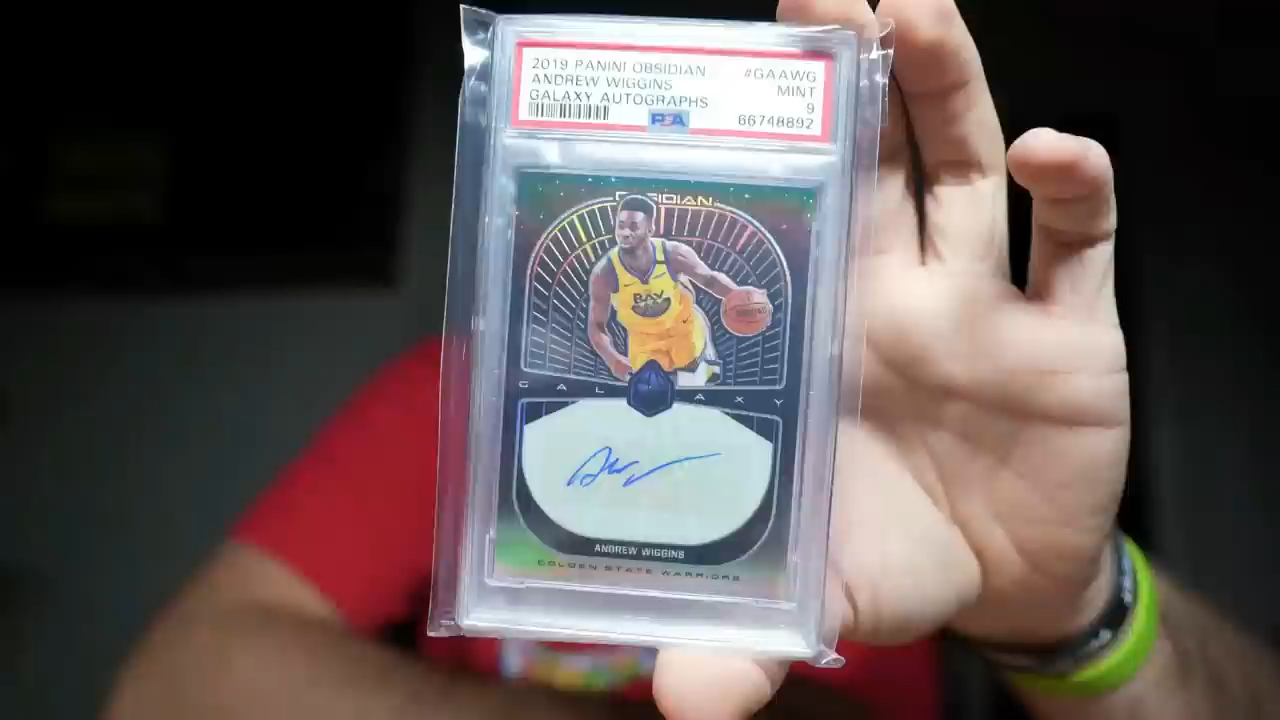 2019 PANINI OBSIDIAN #GAAWG
ANDREW WIGGINS MINT
GALAXY AUTOGRAPHS 9
PSA 66748892
OBSIDIAN
BAY
GALAXY
ANDREW WIGGINS
GOLDEN STATE WARRIORS